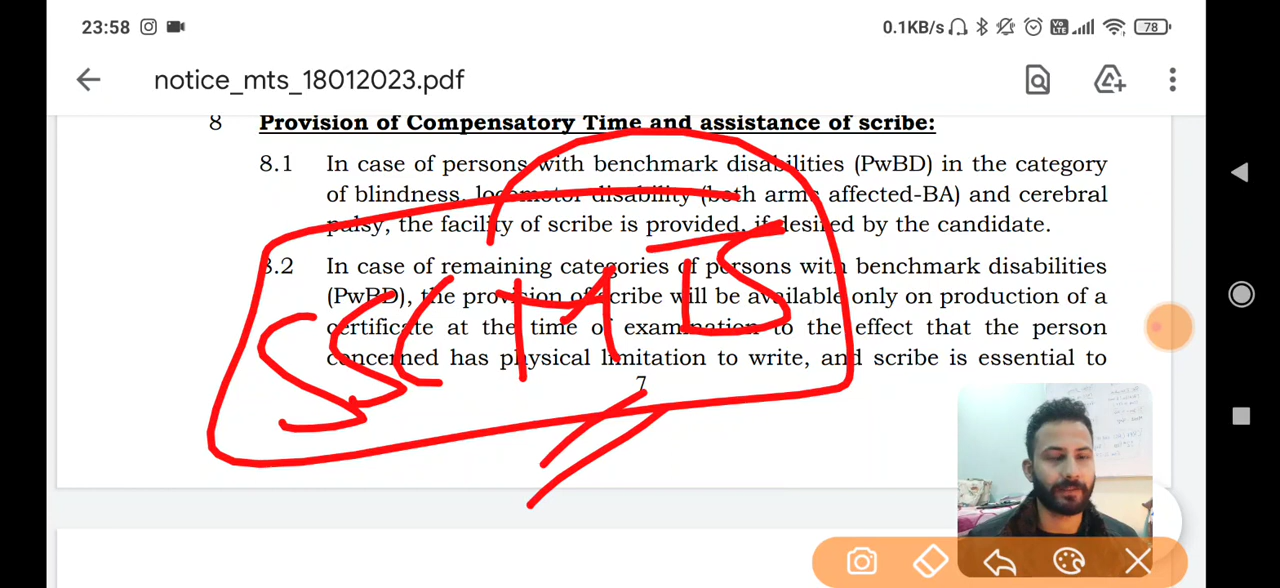 23:58 0.1KB/s Vo LTE 78
notice_mts_18012023.pdf
8 Provision of Compensatory Time and assistance of scribe:
8.1 In case of persons with benchmark disabilities (PwBD) in the category
of blindness, locomotor disability (both arms affected-BA) and cerebral
palsy, the facility of scribe is provided, if desired by the candidate.
8.2 In case of remaining categories of persons with benchmark disabilities
(PwBD), the provision of scribe will be available only on production of a
certificate at the time of examination to the effect that the person
concerned has physical limitation to write, and scribe is essential to
SSC MTS
7